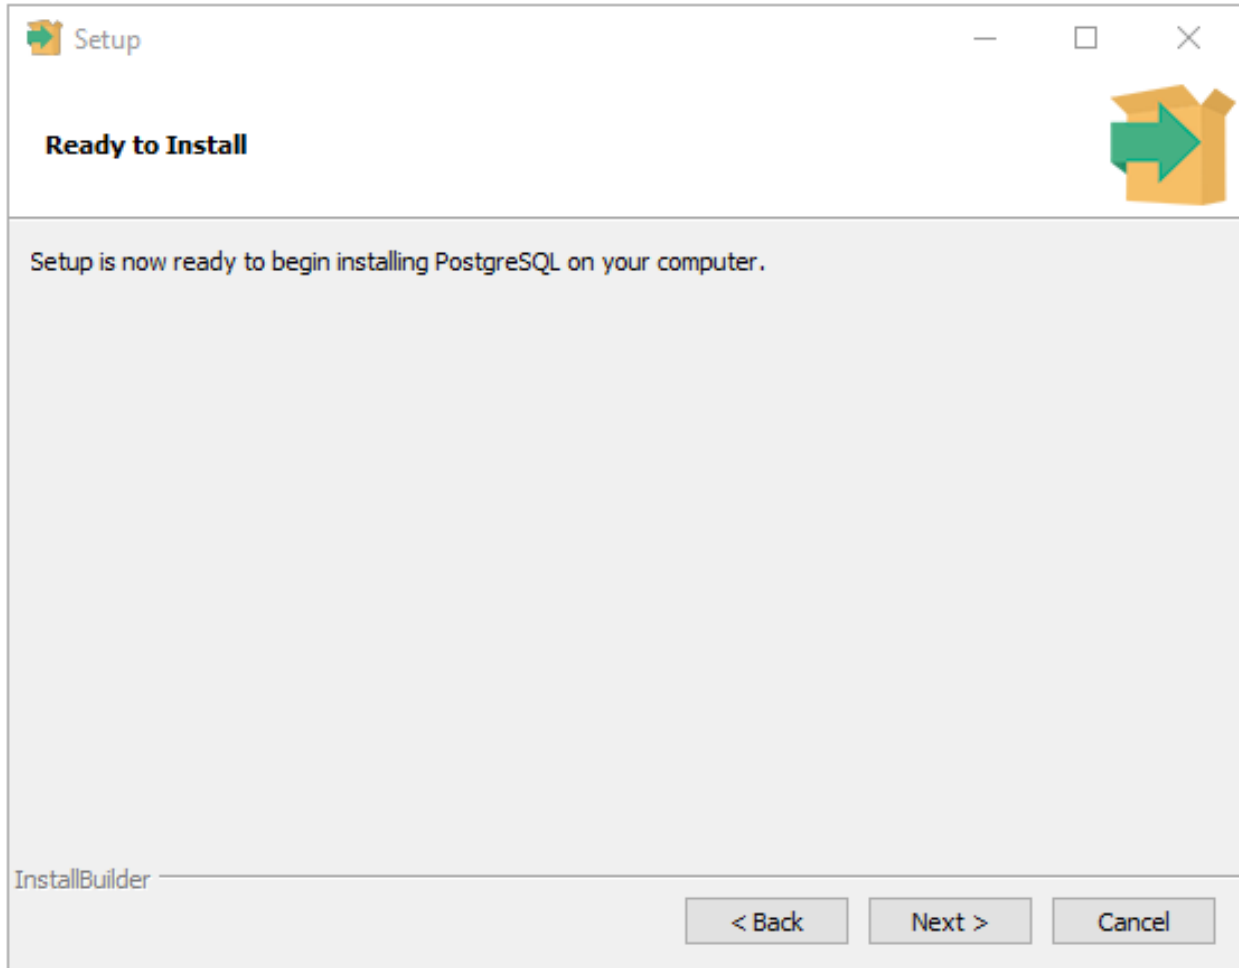 Setup
Ready to Install
Setup is now ready to begin installing PostgreSQL on your computer.
InstallBuilder
< Back
Next >
Cancel